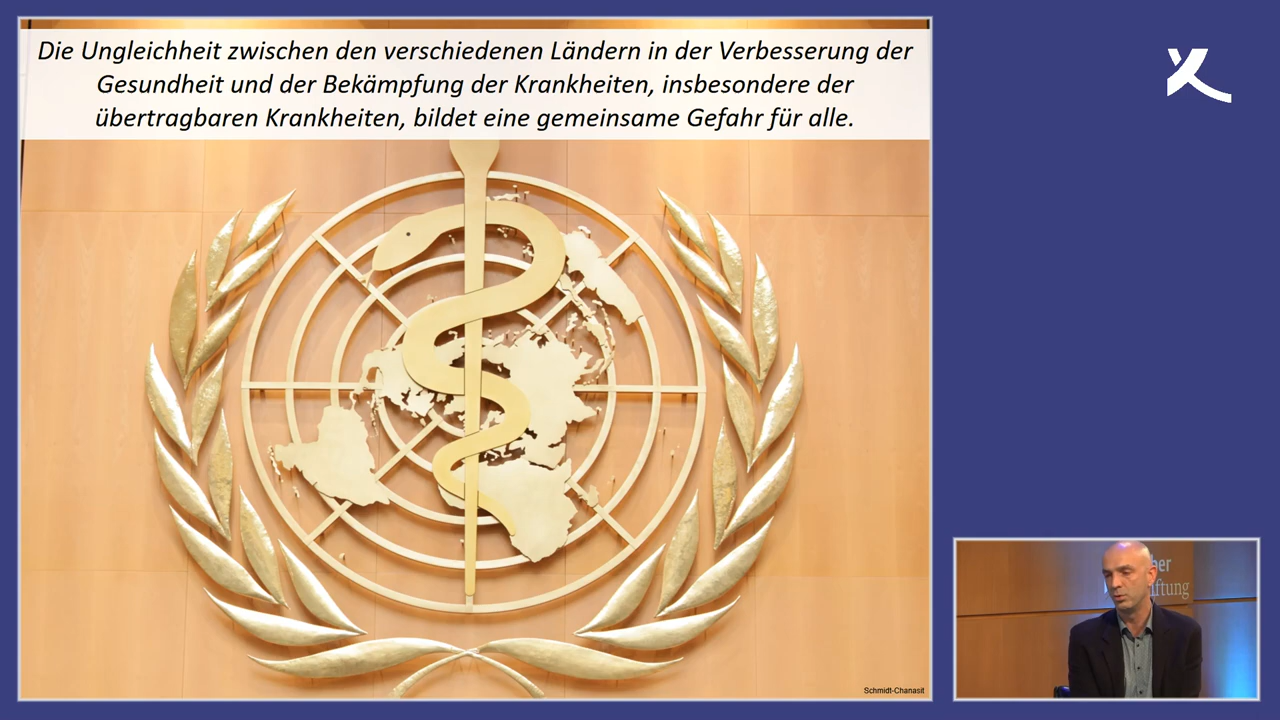 Die Ungleichheit zwischen den verschiedenen Ländern in der Verbesserung der
Gesundheit und der Bekämpfung der Krankheiten, insbesondere der
übertragbaren Krankheiten, bildet eine gemeinsame Gefahr für alle.
Schmidt-Chanasit